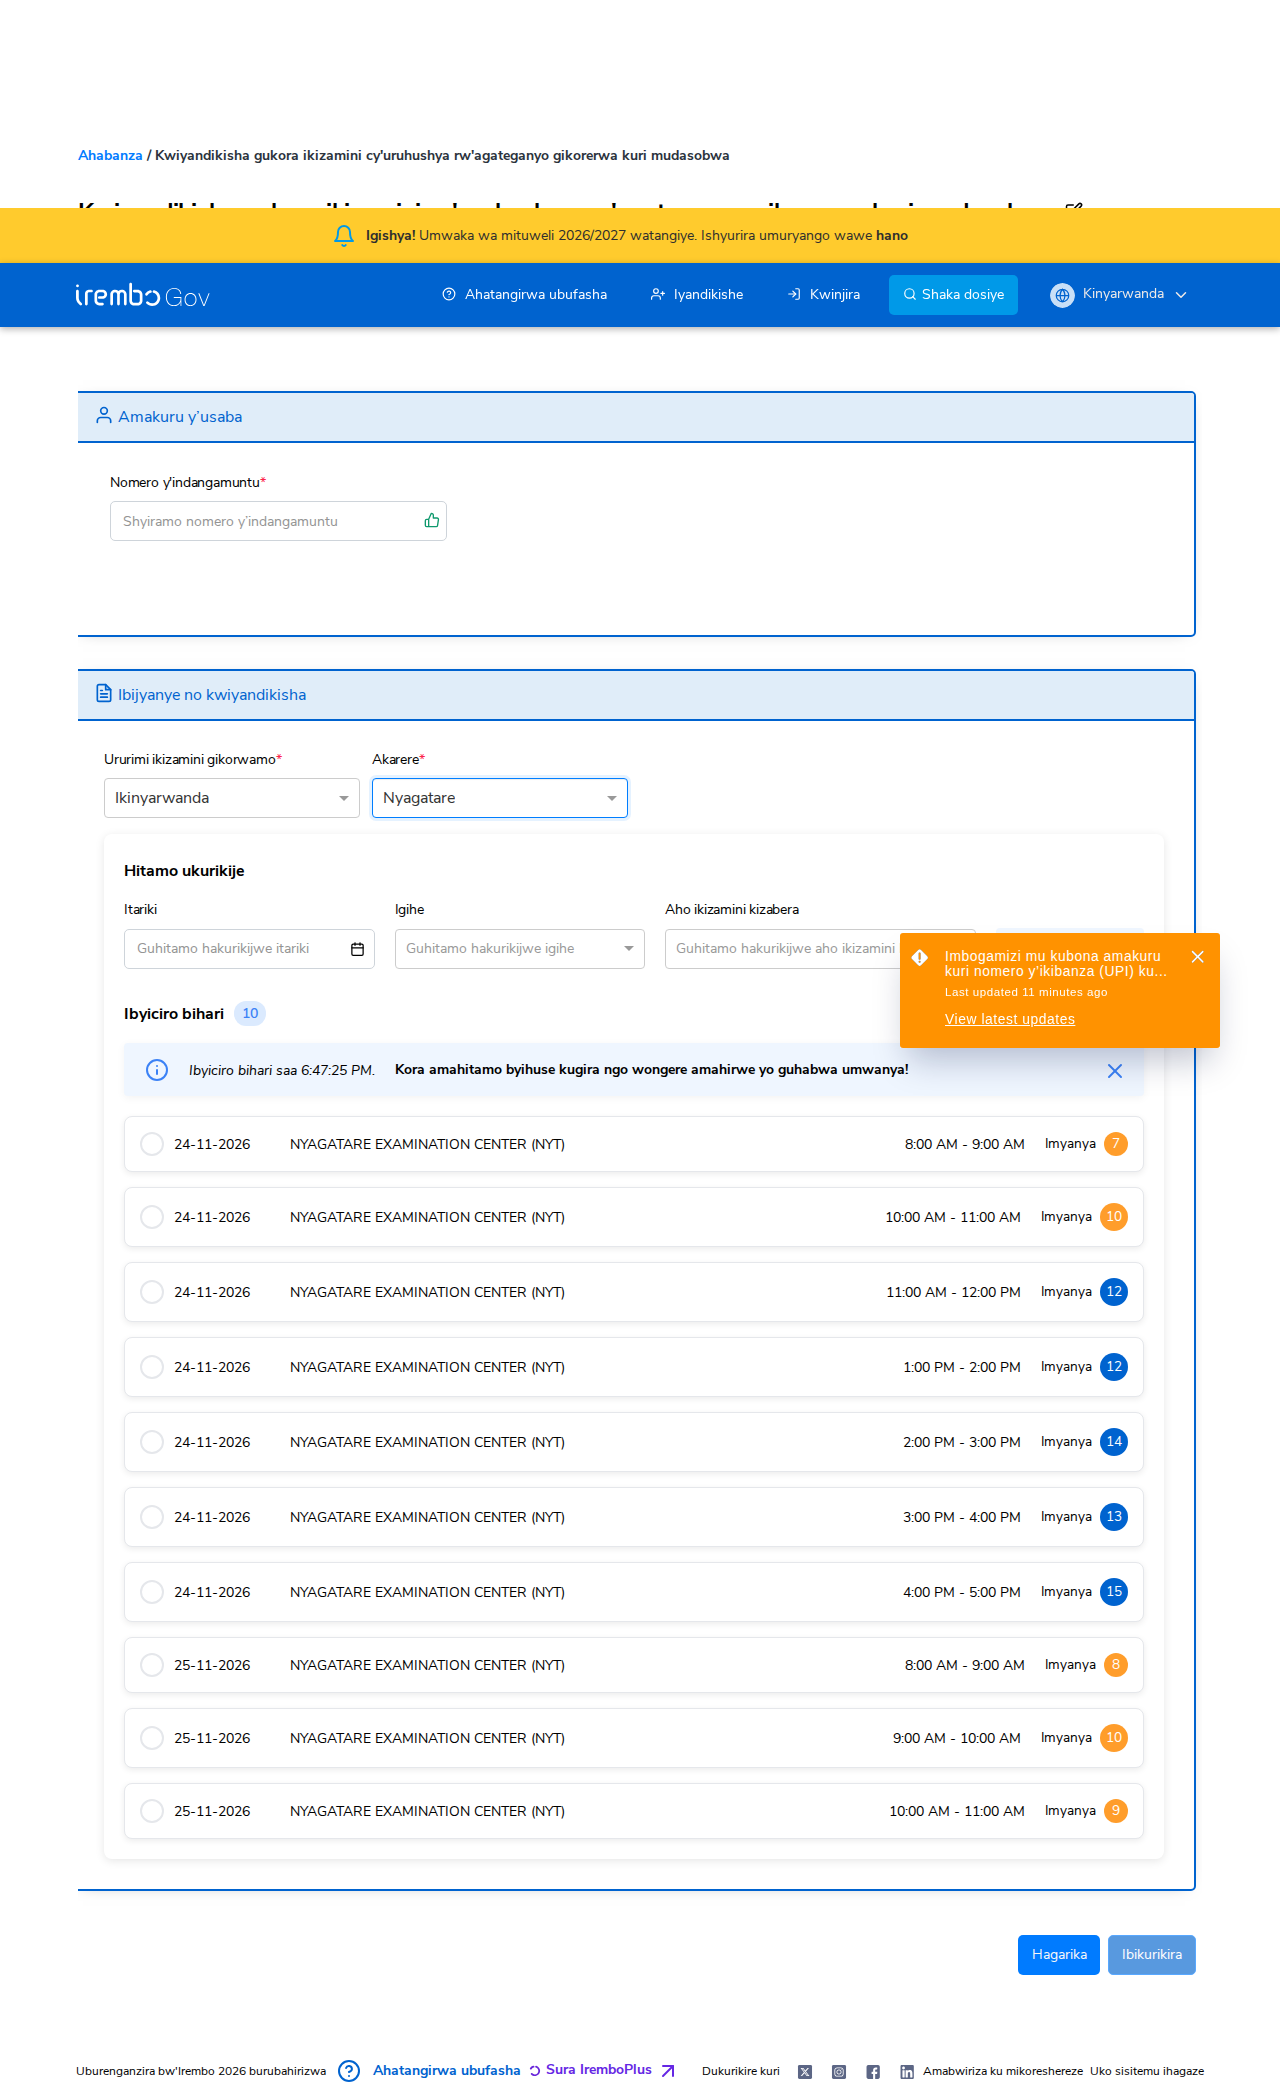 Ahabanza / Kwiyandikisha gukora ikizamini cy'uruhushya rw'agateganyo gikorerwa kuri mudasobwa
Igishya! Umwaka wa mituweli 2026/2027 watangiye. Ishyurira umuryango wawe hano
irembo Gov
Ahatangirwa ubufasha
Iyandikishe
Kwinjira
Shaka dosiye
Kinyarwanda
Amakuru y’usaba
Nomero y'indangamuntu*
Shyiramo nomero y’indangamuntu
Ibijyanye no kwiyandikisha
Ururimi ikizamini gikorwamo*
Akarere*
Ikinyarwanda
Nyagatare
Hitamo ukurikije
Itariki
Igihe
Aho ikizamini kizabera
Guhitamo hakurikijwe itariki
Guhitamo hakurikijwe igihe
Guhitamo hakurikijwe aho ikizamini
Imbogamizi mu kubona amakuru
kuri nomero y’ikibanza (UPI) ku...
Last updated 11 minutes ago
View latest updates
Ibyiciro bihari 10
Ibyiciro bihari saa 6:47:25 PM. Kora amahitamo byihuse kugira ngo wongere amahirwe yo guhabwa umwanya!
24-11-2026 NYAGATARE EXAMINATION CENTER (NYT) 8:00 AM - 9:00 AM Imyanya 7
24-11-2026 NYAGATARE EXAMINATION CENTER (NYT) 10:00 AM - 11:00 AM Imyanya 10
24-11-2026 NYAGATARE EXAMINATION CENTER (NYT) 11:00 AM - 12:00 PM Imyanya 12
24-11-2026 NYAGATARE EXAMINATION CENTER (NYT) 1:00 PM - 2:00 PM Imyanya 12
24-11-2026 NYAGATARE EXAMINATION CENTER (NYT) 2:00 PM - 3:00 PM Imyanya 14
24-11-2026 NYAGATARE EXAMINATION CENTER (NYT) 3:00 PM - 4:00 PM Imyanya 13
24-11-2026 NYAGATARE EXAMINATION CENTER (NYT) 4:00 PM - 5:00 PM Imyanya 15
25-11-2026 NYAGATARE EXAMINATION CENTER (NYT) 8:00 AM - 9:00 AM Imyanya 8
25-11-2026 NYAGATARE EXAMINATION CENTER (NYT) 9:00 AM - 10:00 AM Imyanya 10
25-11-2026 NYAGATARE EXAMINATION CENTER (NYT) 10:00 AM - 11:00 AM Imyanya 9
Hagarika
Ibikurikira
Uburenganzira bw'Irembo 2026 burubahirizwa
Ahatangirwa ubufasha
Sura IremboPlus
Dukurikire kuri
Amabwiriza ku mikoreshereze
Uko sisitemu ihagaze